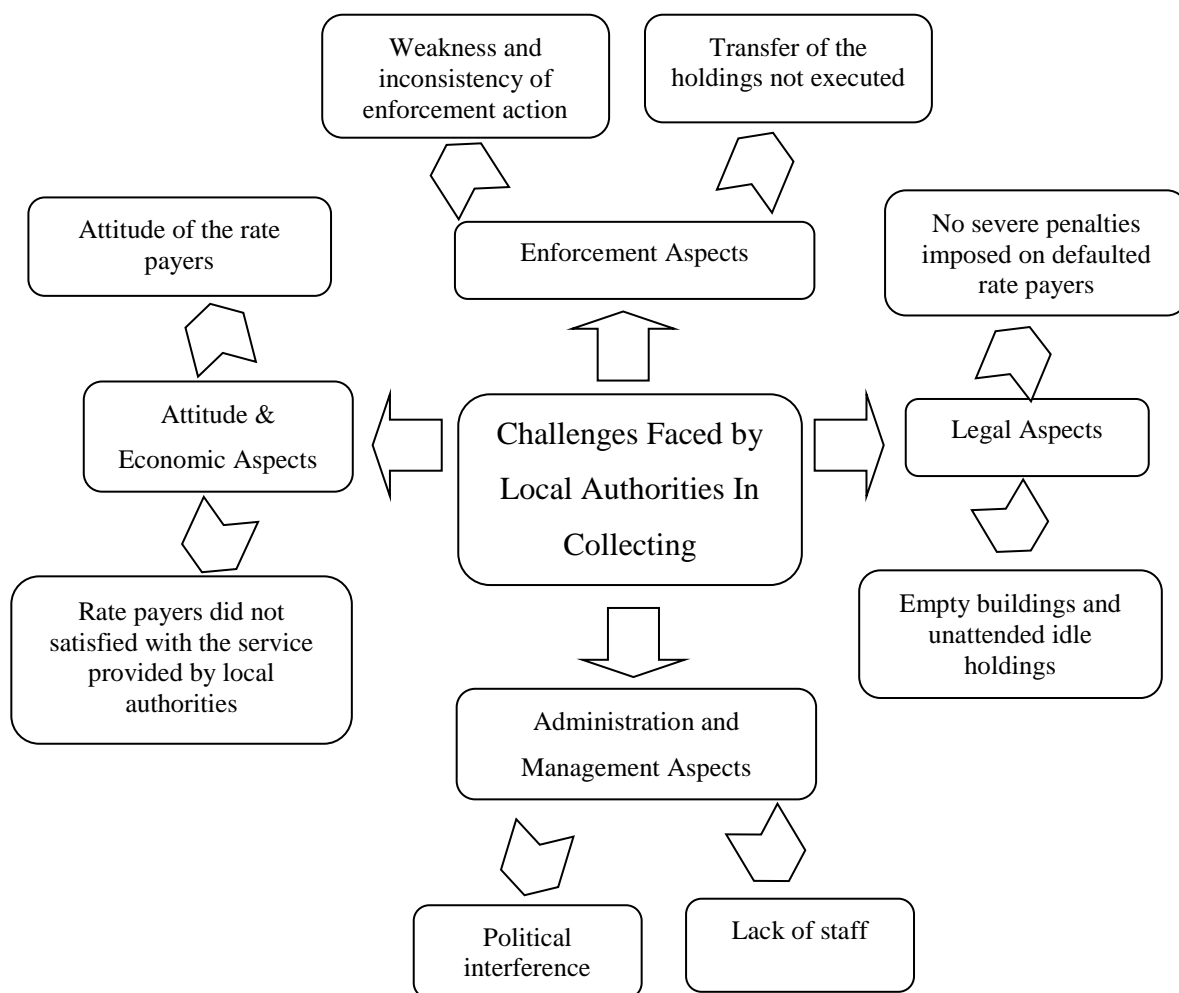 Weakness and
inconsistency of
enforcement action
Transfer of the
holdings not executed
Attitude of the rate
payers
Enforcement Aspects
No severe penalties
imposed on defaulted
rate payers
Attitude &
Economic Aspects
Challenges Faced by
Local Authorities In
Collecting
Legal Aspects
Rate payers did not
satisfied with the service
provided by local
authorities
Empty buildings and
unattended idle
holdings
Administration and
Management Aspects
Political
interference
Lack of staff